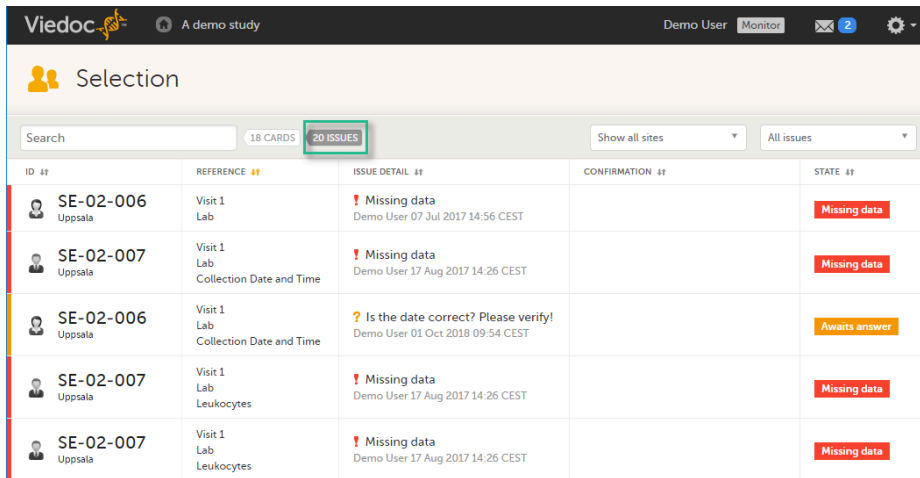 Viedoc
A demo study
Demo User Monitor
2
Selection
Search
18 CARDS
20 ISSUES
Show all sites
All issues
ID REFERENCE ISSUE DETAIL CONFIRMATION STATE
SE-02-006
Uppsala
Visit 1
Lab
! Missing data
Demo User 07 Jul 2017 14:56 CEST
Missing data
SE-02-007
Uppsala
Visit 1
Lab
Collection Date and Time
! Missing data
Demo User 17 Aug 2017 14:26 CEST
Missing data
SE-02-006
Uppsala
Visit 1
Lab
Collection Date and Time
? Is the date correct? Please verify!
Demo User 01 Oct 2018 09:54 CEST
Awaits answer
SE-02-007
Uppsala
Visit 1
Lab
Leukocytes
! Missing data
Demo User 17 Aug 2017 14:26 CEST
Missing data
SE-02-007
Uppsala
Visit 1
Lab
Leukocytes
! Missing data
Demo User 17 Aug 2017 14:26 CEST
Missing data